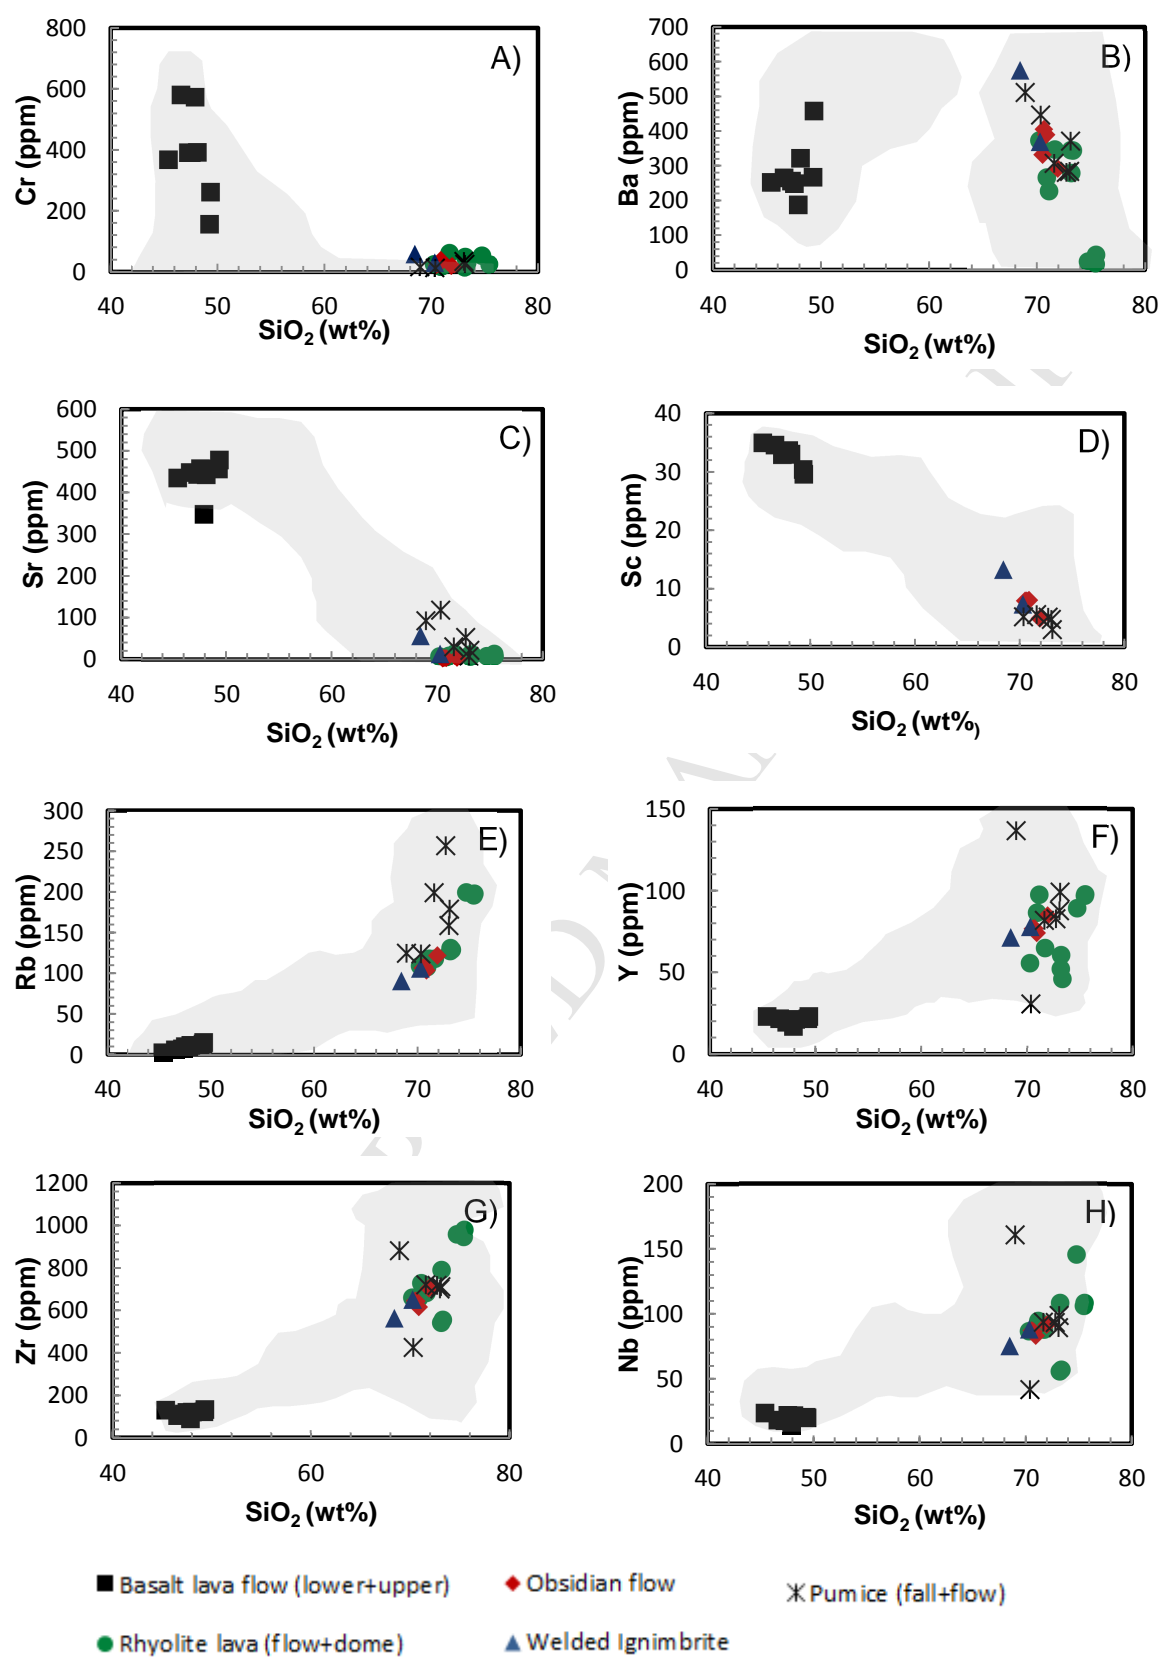 A)
800
600
400
200
0
Cr (ppm)
40 50 60 70 80
SiO2 (wt%)
B)
700
600
500
400
300
200
100
0
Ba (ppm)
40 50 60 70 80
SiO2 (wt%)
C)
600
500
400
300
200
100
0
Sr (ppm)
40 50 60 70 80
SiO2 (wt%)
D)
40
30
20
10
0
Sc (ppm)
40 50 60 70 80
SiO2 (wt%)
E)
300
250
200
150
100
50
0
Rb (ppm)
40 50 60 70 80
SiO2 (wt%)
F)
150
100
50
0
Y (ppm)
40 50 60 70 80
SiO2 (wt%)
G)
1200
1000
800
600
400
200
0
Zr (ppm)
40 60 80
SiO2 (wt%)
H)
200
150
100
50
0
Nb (ppm)
40 50 60 70 80
SiO2 (wt%)
Basalt lava flow (lower+upper)
Obsidian flow
Pumice (fall+flow)
Rhyolite lava (flow+dome)
Welded Ignimbrite